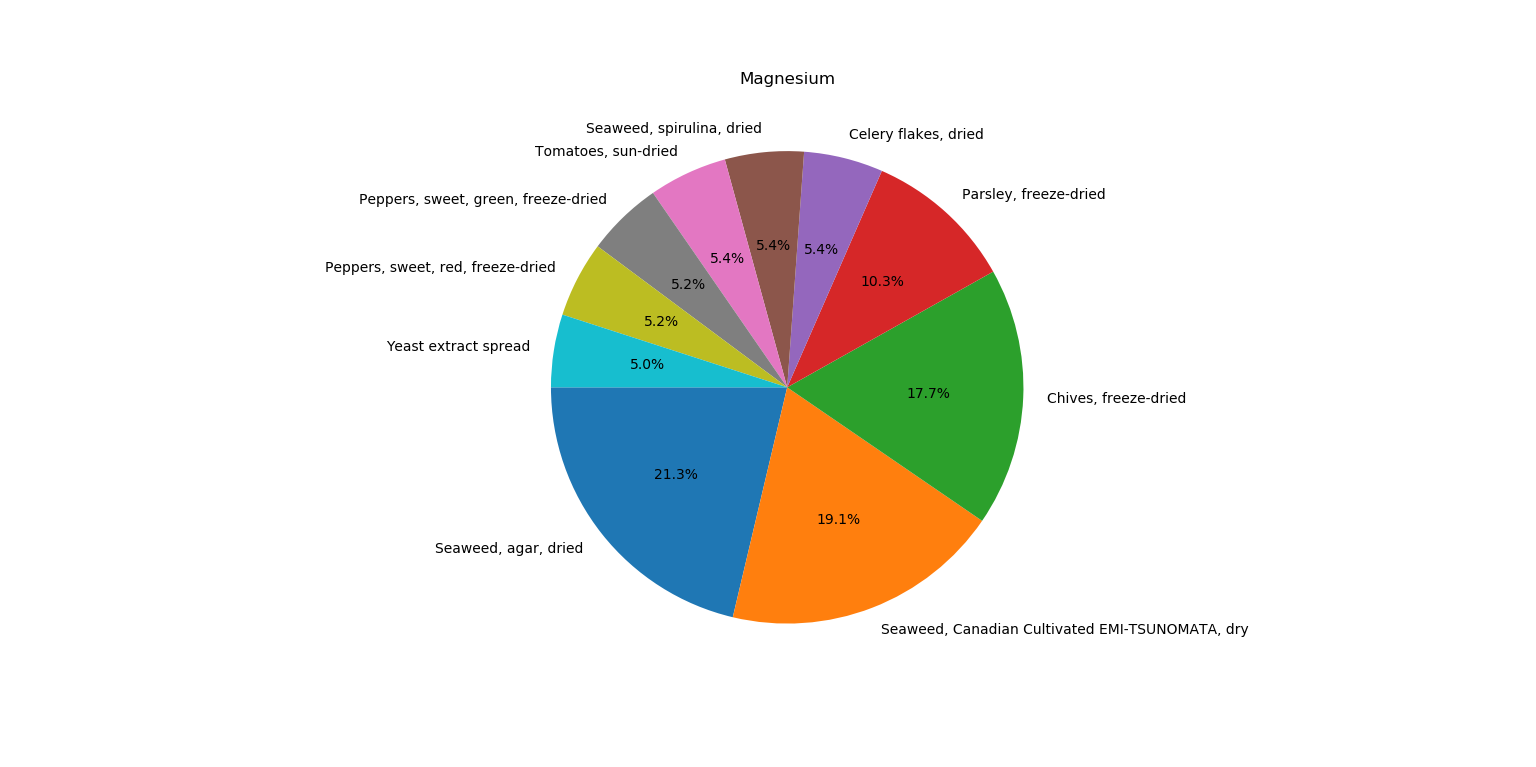 Magnesium
Seaweed, spirulina, dried
Celery flakes, dried
Tomatoes, sun-dried
Parsley, freeze-dried
Peppers, sweet, green, freeze-dried
5.4%
5.4%
5.4%
Peppers, sweet, red, freeze-dried
5.2%
10.3%
5.2%
Yeast extract spread
5.0%
17.7%
Chives, freeze-dried
21.3%
19.1%
Seaweed, agar, dried
Seaweed, Canadian Cultivated EMI-TSUNOMATA, dry